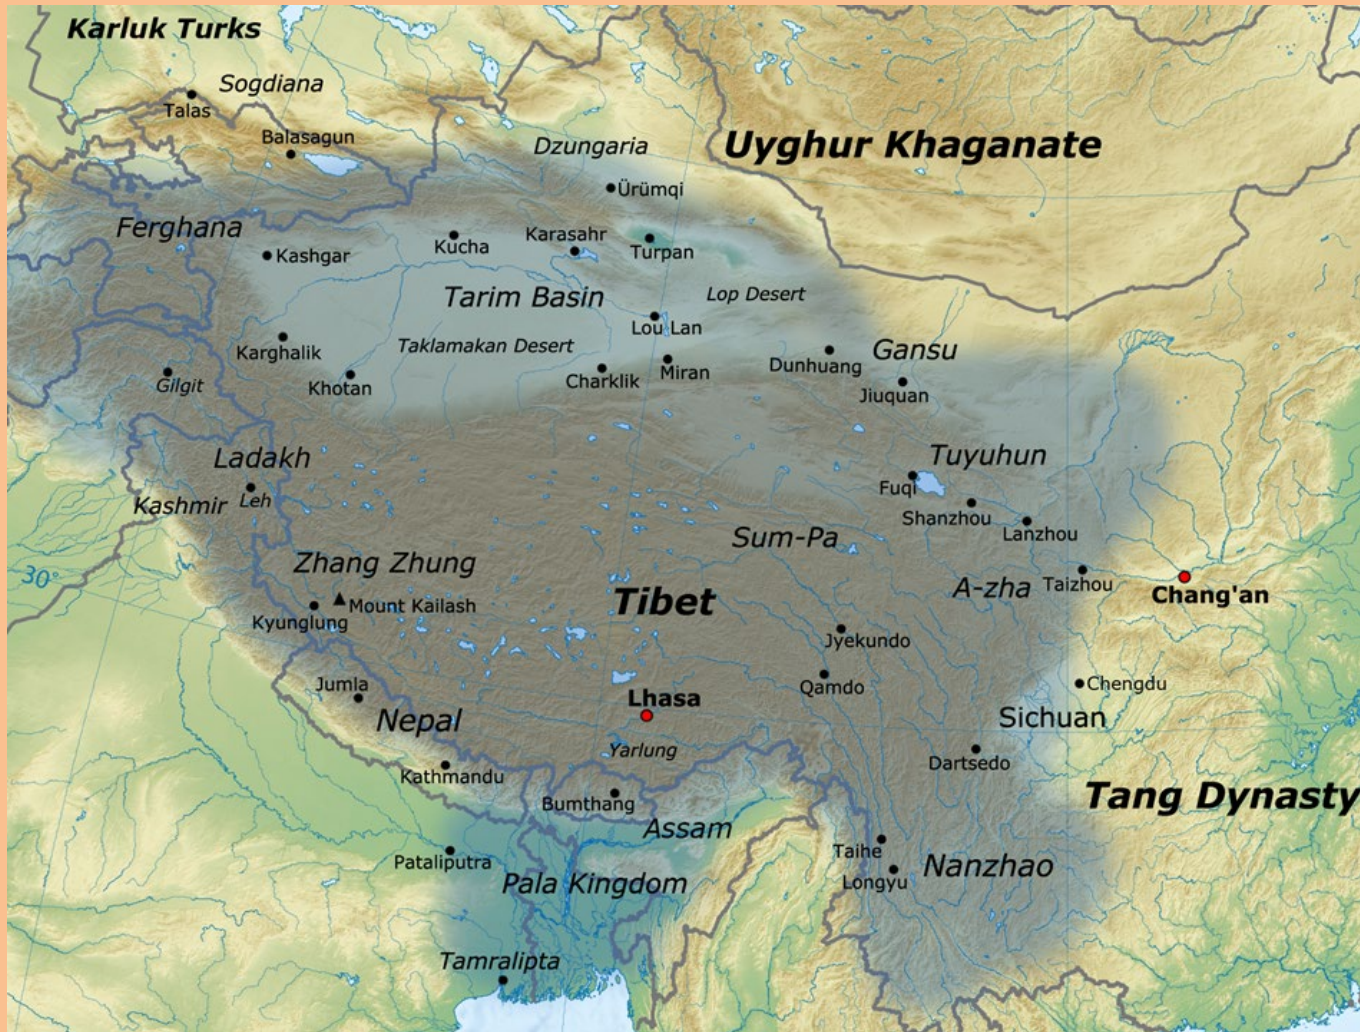 Karluk Turks
Sogdiana
Talas
Balasagun
Dzungaria
Uyghur Khaganate
Ürümqi
Ferghana
Kashgar
Kucha
Karasahr
Turpan
Tarim Basin
Lop Desert
Lou Lan
Karghalik
Taklamakan Desert
Gansu
Dunhuang
Miran
Charklik
Gilgit
Khotan
Jiuquan
Ladakh
Tuyuhun
Leh
Kashmir
Fuqi
Shanzhou
Lanzhou
Sum-Pa
Zhang Zhung
30°
A-zha
Taizhou
Chang'an
Tibet
Mount Kailash
Kyunglung
Jyekundo
Jumla
Qamdo
Chengdu
Lhasa
Nepal
Sichuan
Yarlung
Dartsedo
Kathmandu
Bumthang
Tang Dynasty
Assam
Taihe
Pataliputra
Nanzhao
Longyu
Pala Kingdom
Tamralipta